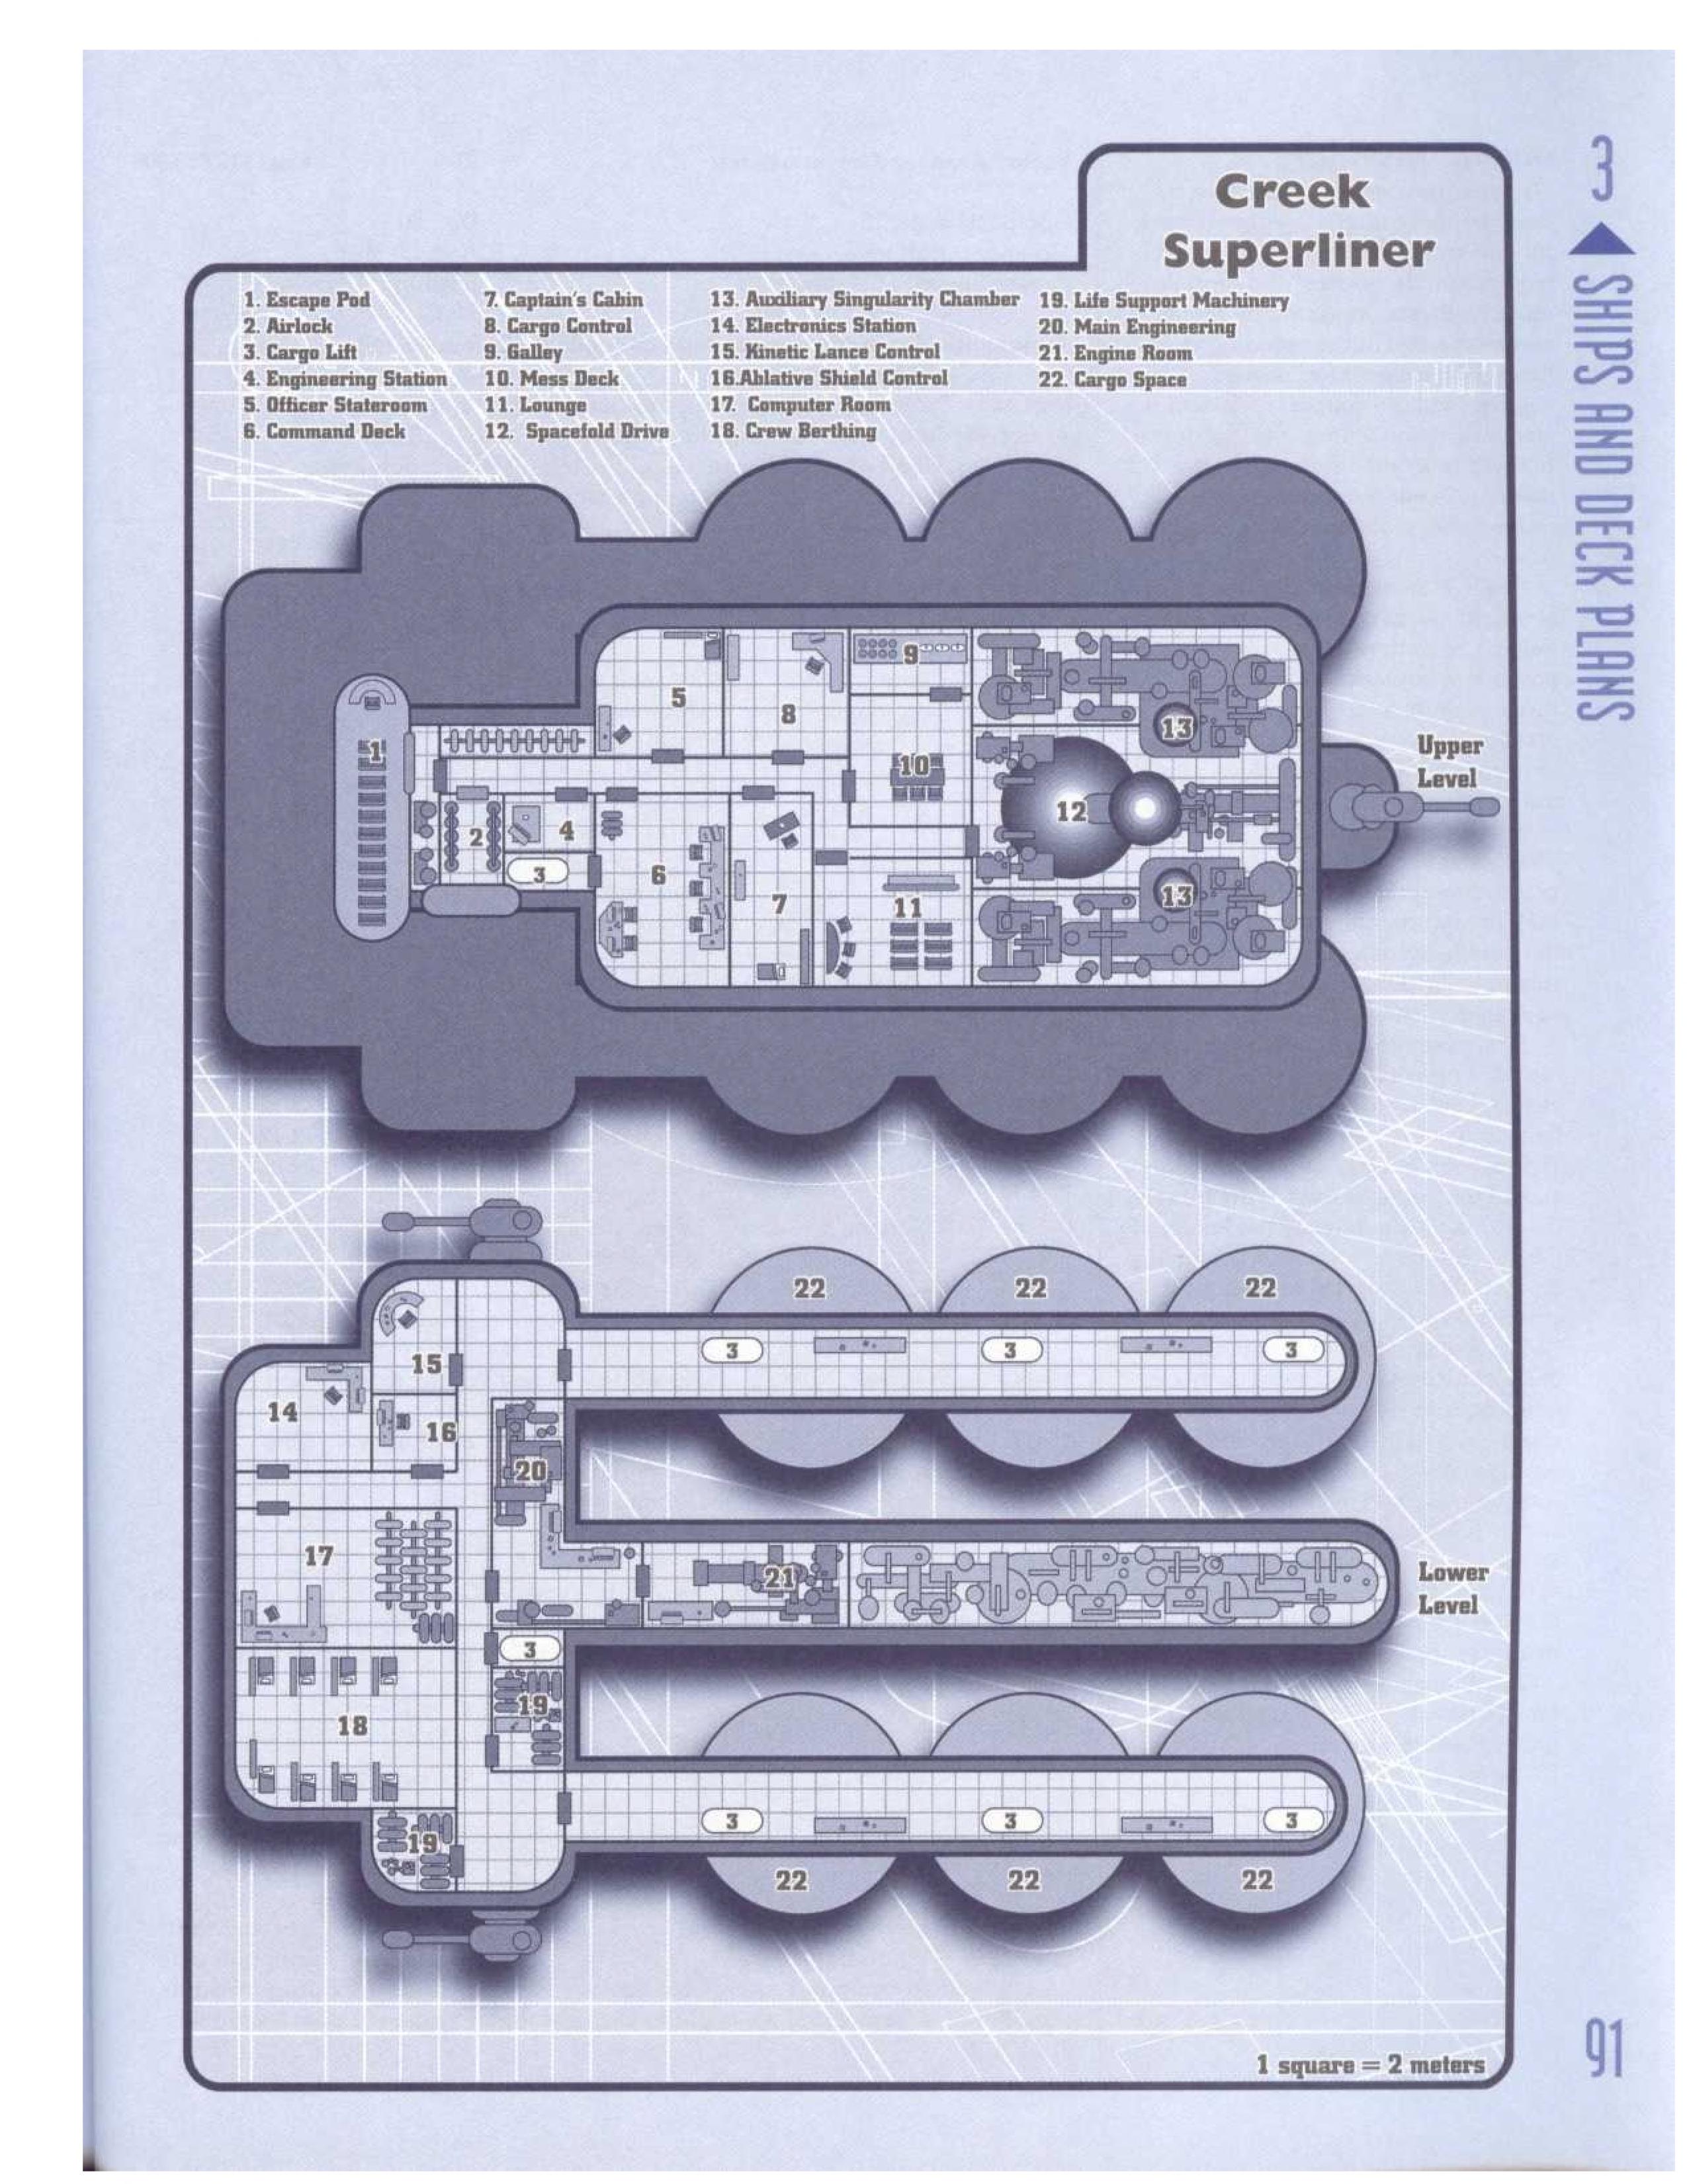 Creek
Superliner
1. Escape Pod
2. Airlock
3. Cargo Lift
4. Engineering Station
5. Officer Stateroom
6. Command Deck
7. Captain's Cabin
8. Cargo Control
9. Galley
10. Mess Deck
11. Lounge
12. Spacefold Drive
13. Auxiliary Singularity Chamber
14. Electronics Station
15. Kinetic Lance Control
16.Ablative Shield Control
17. Computer Room
18. Crew Berthing
19. Life Support Machinery
20. Main Engineering
21. Engine Room
22. Cargo Space
9
5
8
13
1
10
12
2
4
3
6
7
11
13
Upper
Level
22
22
22
15
3
3
3
14
16
20
17
21
3
19
18
Lower
Level
3
3
3
19
22
22
22
1 square = 2 meters
3
SHIPS AND DECK PLANS
91